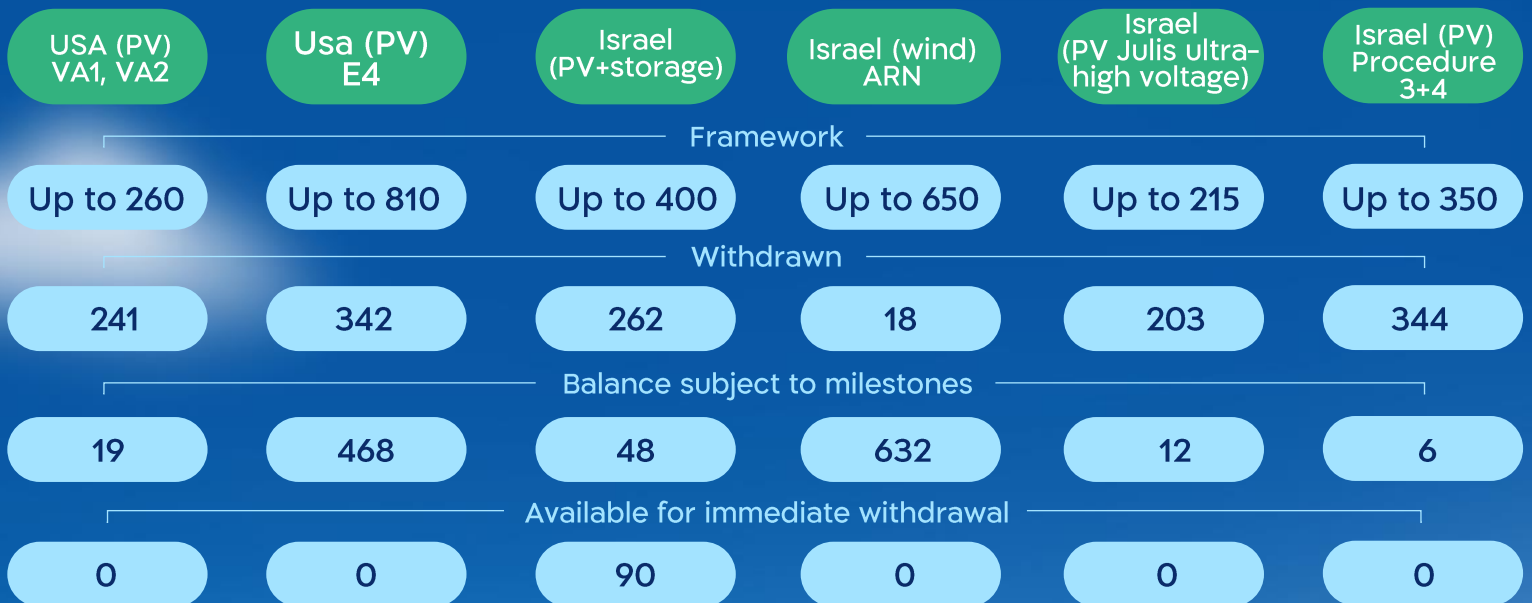 USA (PV)
VA1, VA2
Usa (PV)
E4
Israel
(PV+storage)
Israel (wind)
ARN
Israel
(PV Julis ultra-
high voltage)
Israel (PV)
Procedure
3+4
Framework
Up to 260
Up to 810
Up to 400
Up to 650
Up to 215
Up to 350
Withdrawn
241
342
262
18
203
344
Balance subject to milestones
19
468
48
632
12
6
Available for immediate withdrawal
0
0
90
0
0
0